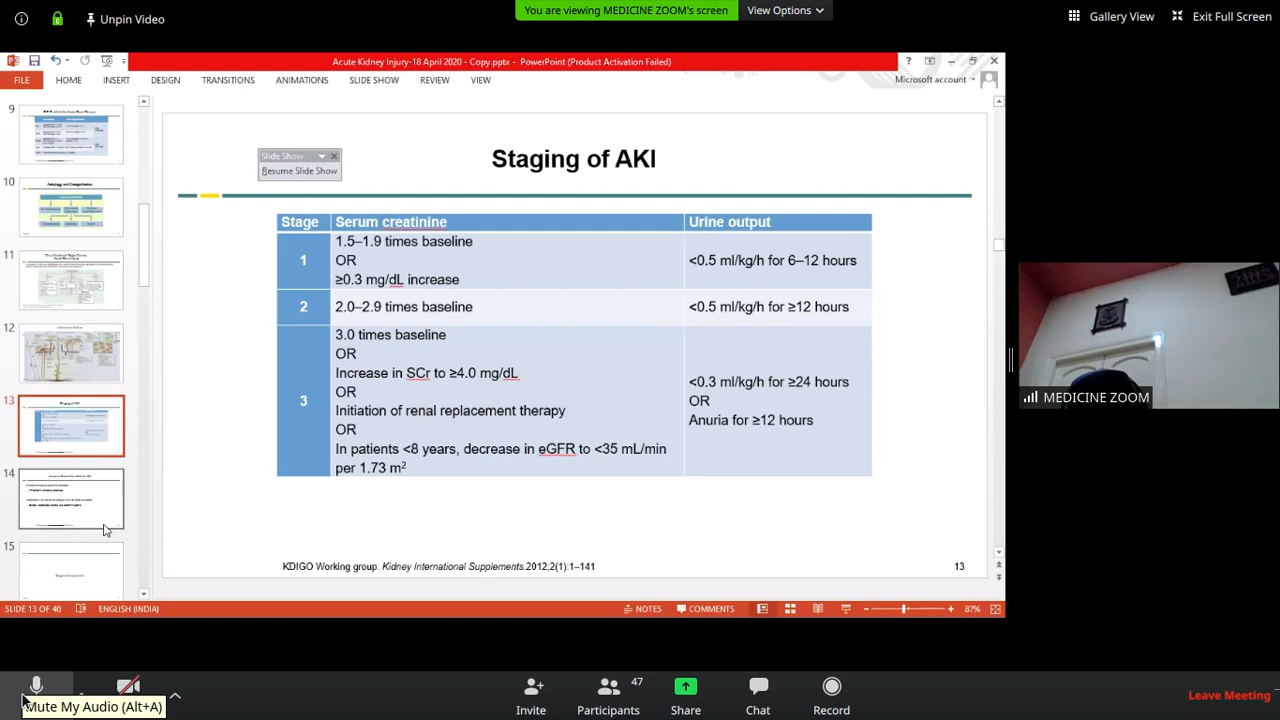 Unpin Video
You are viewing MEDICINE ZOOM's screen
View Options
Gallery View
Exit Full Screen
Acute Kidney Injury-18 April 2020 - Copy.pptx - PowerPoint (Product Activation Failed)
FILE
HOME
INSERT
DESIGN
TRANSITIONS
ANIMATIONS
SLIDE SHOW
REVIEW
VIEW
Microsoft account
9
10
11
12
13
14
15
Slide Show
Resume Slide Show
Staging of AKI
Stage
Serum creatinine
Urine output
1
1.5–1.9 times baseline
OR
≥0.3 mg/dL increase
<0.5 ml/kg/h for 6–12 hours
2
2.0–2.9 times baseline
<0.5 ml/kg/h for ≥12 hours
3
3.0 times baseline
OR
Increase in SCr to ≥4.0 mg/dL
OR
Initiation of renal replacement therapy
OR
In patients <8 years, decrease in eGFR to <35 mL/min
per 1.73 m²
<0.3 ml/kg/h for ≥24 hours
OR
Anuria for ≥12 hours
KDIGO Working group. Kidney International Supplements.2012;2(1):1–141
13
MEDICINE ZOOM
SLIDE 13 OF 40
ENGLISH (INDIA)
NOTES
COMMENTS
87%
Mute My Audio (Alt+A)
Invite
47
Participants
Share
Chat
Record
Leave Meeting